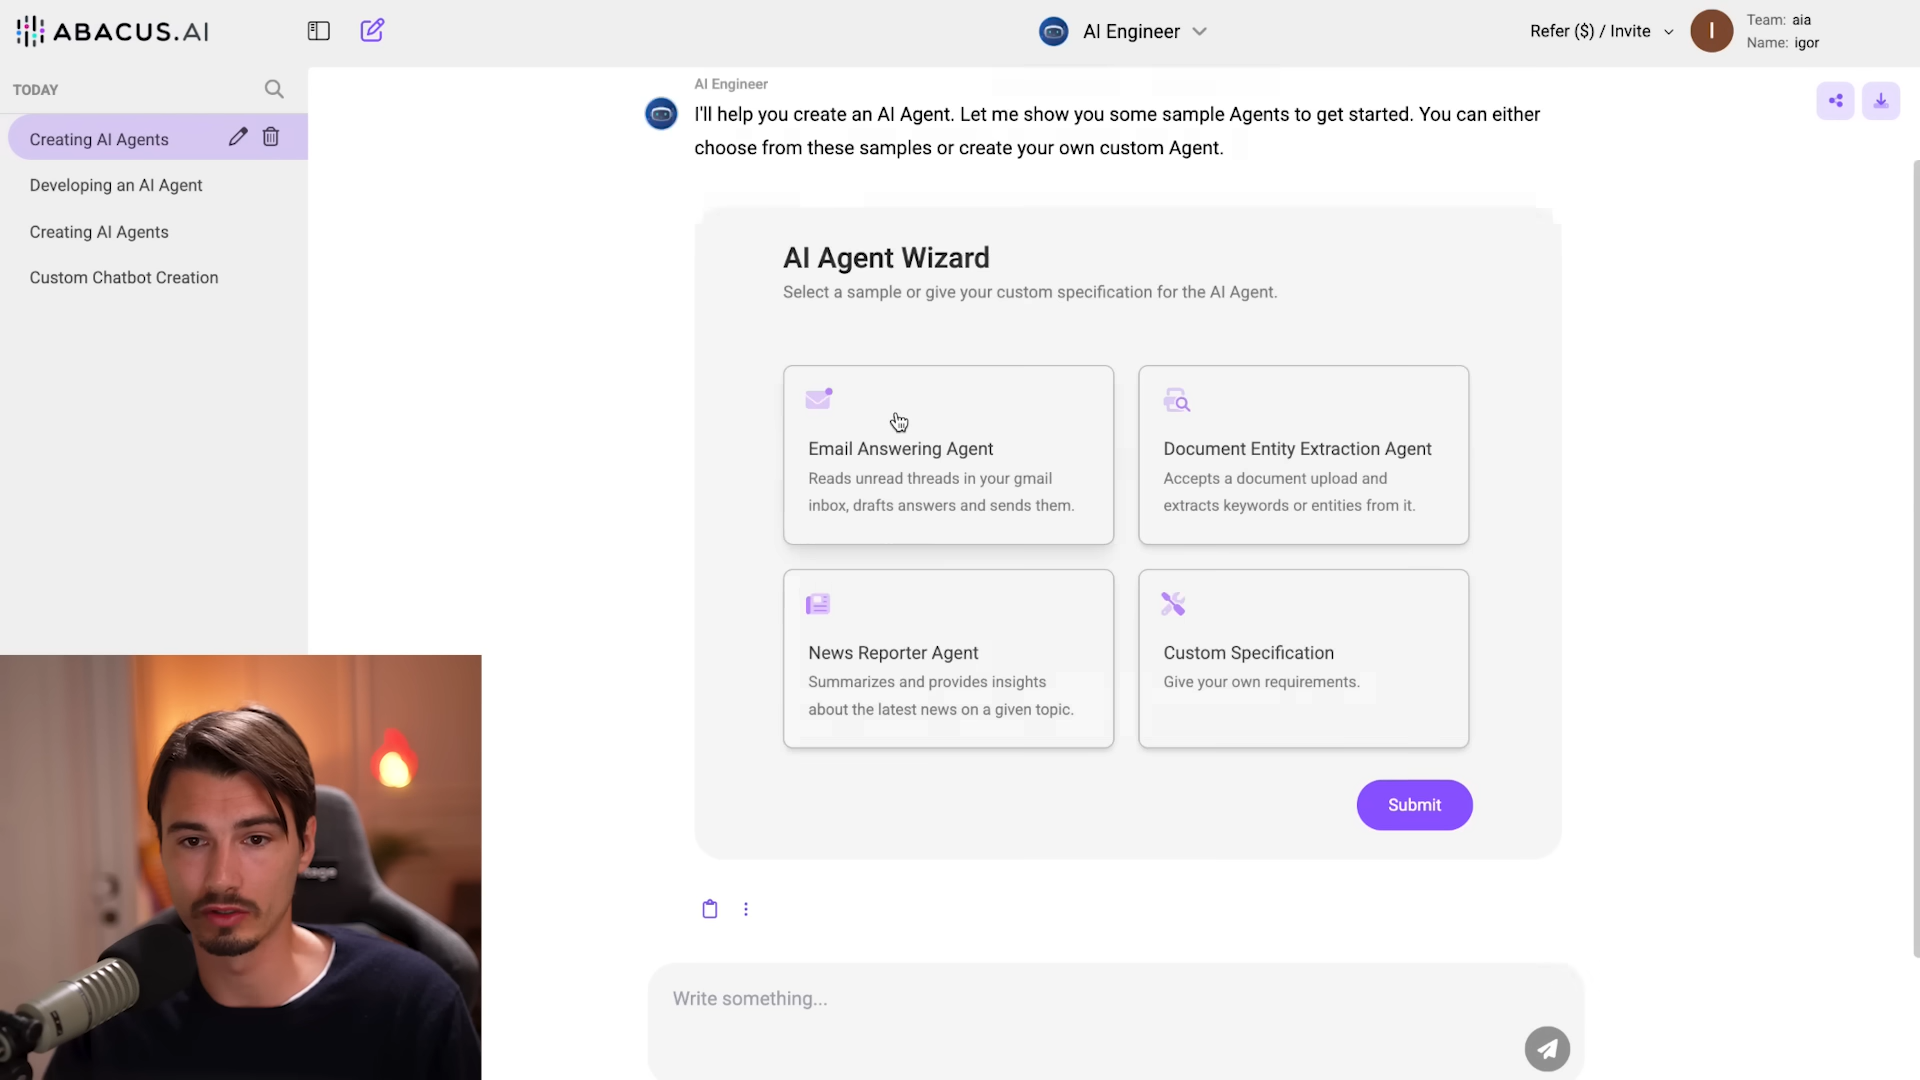 ABACUS.AI
AI Engineer
Refer ($) / Invite
I
Team: aia
Name: igor
TODAY
Creating AI Agents
Developing an AI Agent
Creating AI Agents
Custom Chatbot Creation
AI Engineer
I'll help you create an AI Agent. Let me show you some sample Agents to get started. You can either
choose from these samples or create your own custom Agent.
AI Agent Wizard
Select a sample or give your custom specification for the AI Agent.
Email Answering Agent
Reads unread threads in your gmail
inbox, drafts answers and sends them.
Document Entity Extraction Agent
Accepts a document upload and
extracts keywords or entities from it.
News Reporter Agent
Summarizes and provides insights
about the latest news on a given topic.
Custom Specification
Give your own requirements.
Submit
Write something...